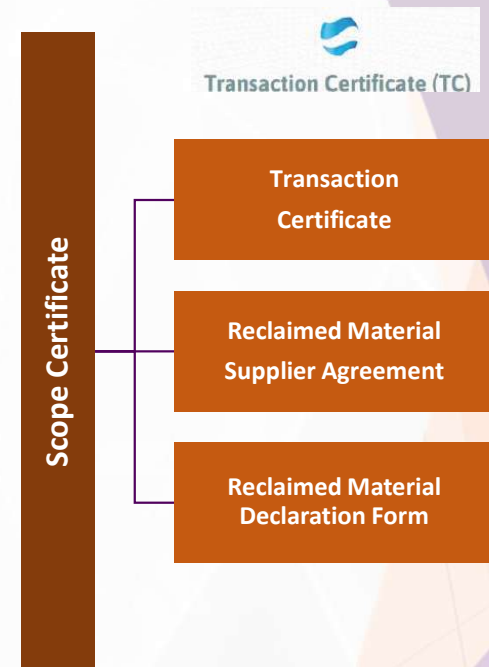 Transaction Certificate (TC)
Scope Certificate
Transaction
Certificate
Reclaimed Material
Supplier Agreement
Reclaimed Material
Declaration Form